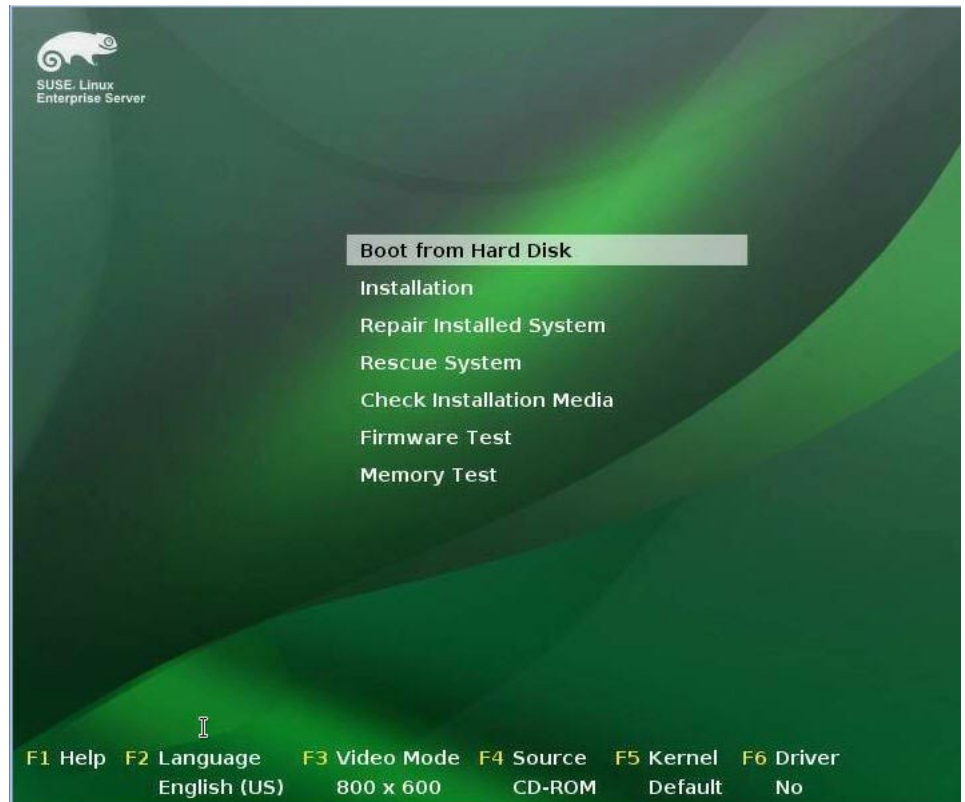 SUSE. Linux
Enterprise Server
Boot from Hard Disk
Installation
Repair Installed System
Rescue System
Check Installation Media
Firmware Test
Memory Test
F1 Help F2 Language F3 Video Mode F4 Source F5 Kernel F6 Driver
English (US) 800 x 600 CD-ROM Default No